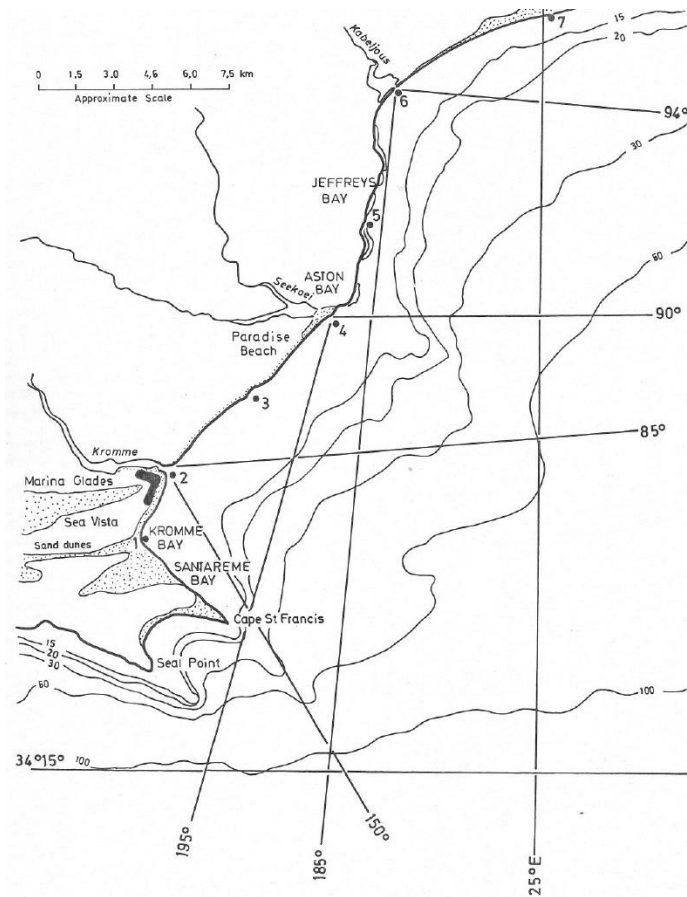 Kabeljous
7
15
20
0 1,5 3.0 4,6 6,0 7,5 km
Approximate Scale
6
94°
30
JEFFREYS
BAY
5
60
ASTON
BAY
Seekoei
4
90°
Paradise
Beach
3
85°
Kromme
2
Marina Glades
Sea Vista
KROMME
BAY
1
Sand dunes
SANTAREME
BAY
Cape St Francis
15
20
30
Seal Point
60
100
34°15°
100
150°
195°
185°
25°E